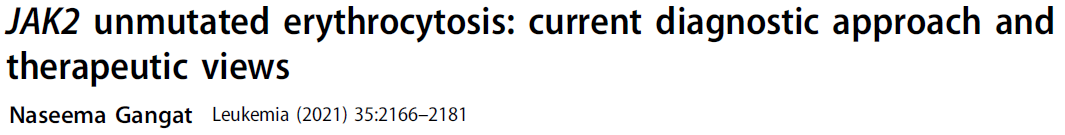 JAK2 unmutated erythrocytosis: current diagnostic approach and
therapeutic views
Naseema Gangat Leukemia (2021) 35:2166–2181